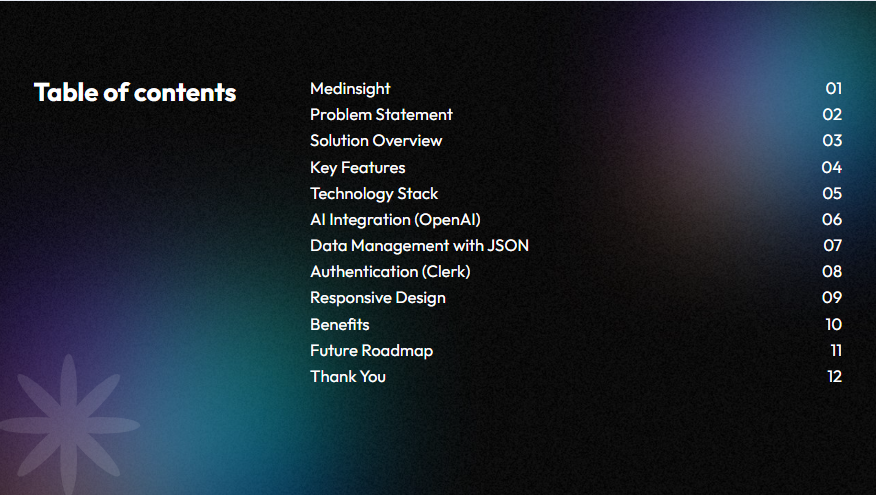 Table of contents
Medinsight 01
Problem Statement 02
Solution Overview 03
Key Features 04
Technology Stack 05
AI Integration (OpenAI) 06
Data Management with JSON 07
Authentication (Clerk) 08
Responsive Design 09
Benefits 10
Future Roadmap 11
Thank You 12